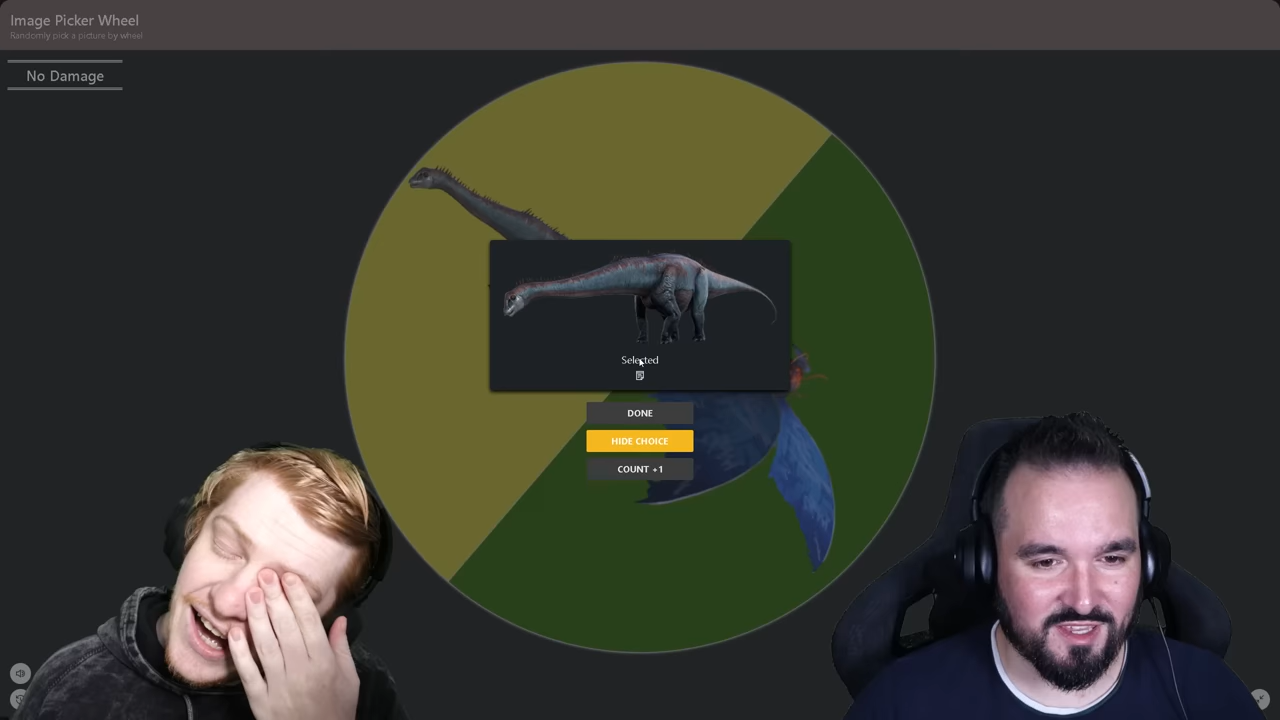 Image Picker Wheel
Randomly pick a picture by wheel
No Damage
Selected
DONE
HIDE CHOICE
COUNT +1